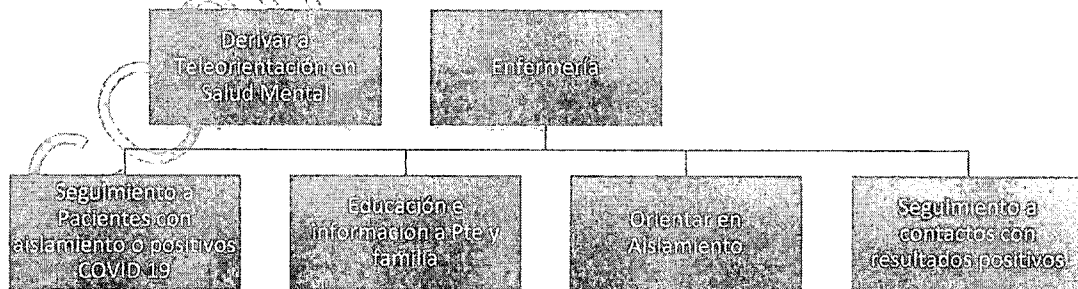 Derivar a
Teleorientación en
Salud Mental
Enfermería
Seguimiento a
Pacientes con
aislamiento o positivos
COVID 19
Educación e
información a Pte y
familia
Orientar en
Aislamiento
Seguimiento a
contactos con
resultados positivos